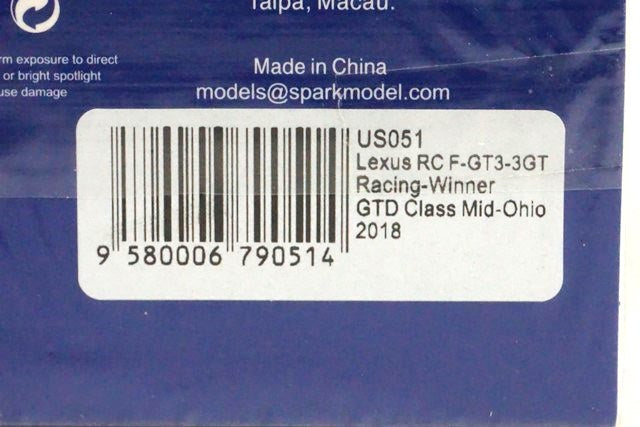 Taipa, Macau.
rm exposure to direct
or bright spotlight
use damage
Made in China
models@sparkmodel.com
US051
Lexus RC F-GT3-3GT
Racing-Winner
GTD Class Mid-Ohio
2018
9 580006 790514